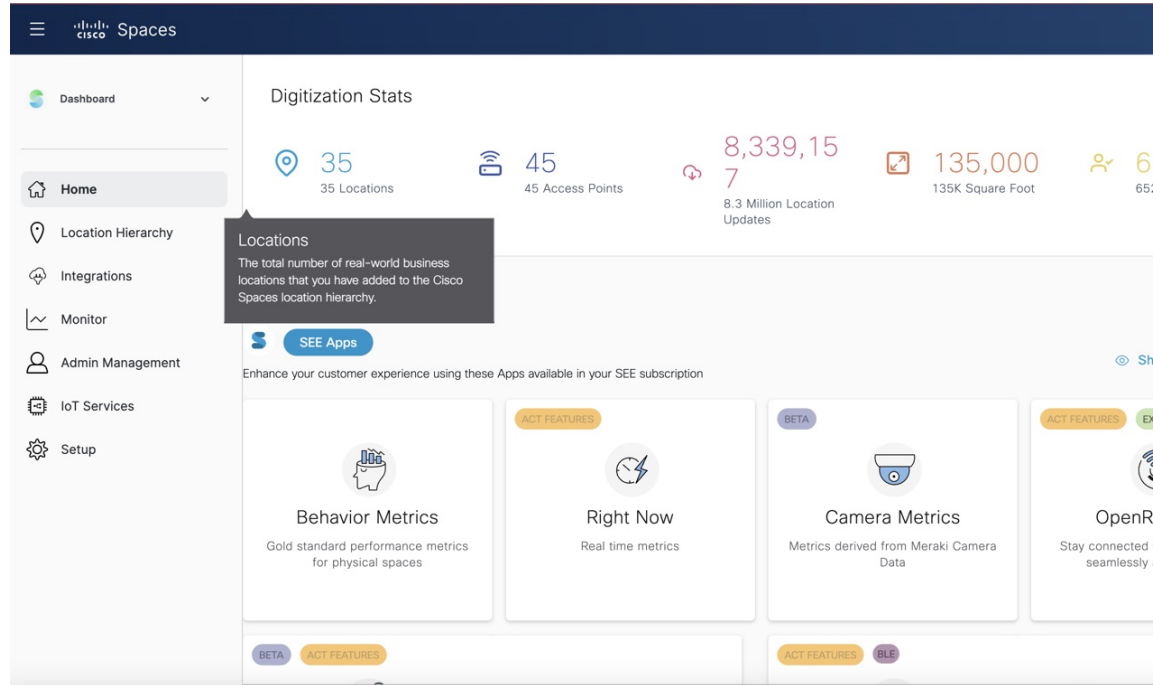 cisco Spaces
Dashboard
Home
Location Hierarchy
Integrations
Monitor
Admin Management
IoT Services
Setup
Digitization Stats
35
35 Locations
45
45 Access Points
8,339,15
7
8.3 Million Location
Updates
135,000
135K Square Foot
6
652
Locations
The total number of real-world business
locations that you have added to the Cisco
Spaces location hierarchy.
SEE Apps
Enhance your customer experience using these Apps available in your SEE subscription
Sh
Behavior Metrics
Gold standard performance metrics
for physical spaces
ACT FEATURES
Right Now
Real time metrics
BETA
Camera Metrics
Metrics derived from Meraki Camera
Data
ACT FEATURES EX
OpenR
Stay connected
seamlessly
BETA ACT FEATURES
ACT FEATURES BLE